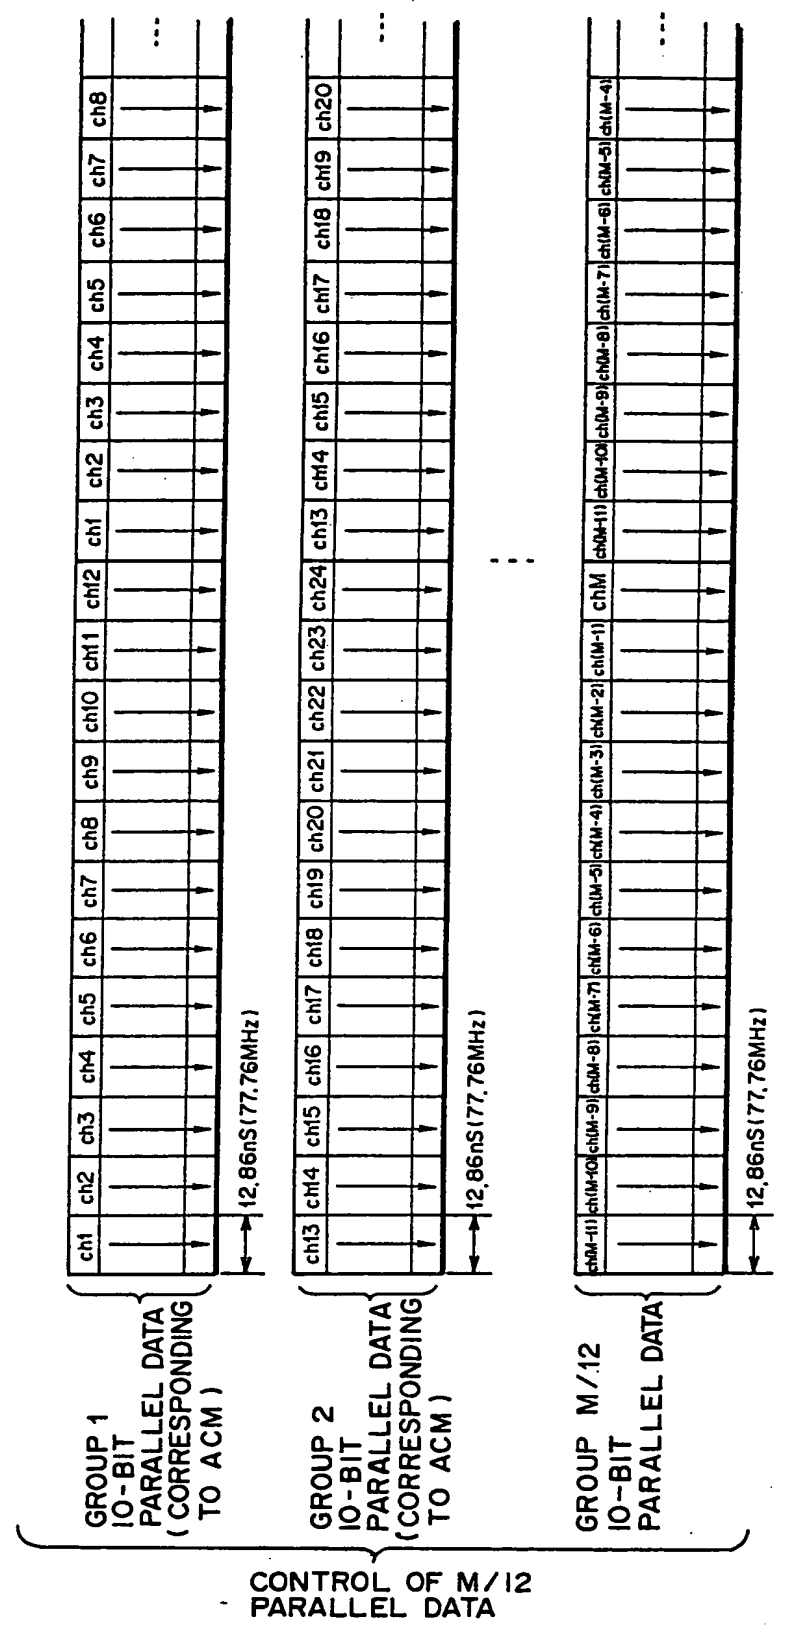 GROUP 1
10-BIT
PARALLEL DATA
(CORRESPONDING
TO ACM)
ch1 ch2 ch3 ch4 ch5 ch6 ch7 ch8 ch9 ch10 ch11 ch12 ch1 ch2 ch3 ch4 ch5 ch6 ch7 ch8 ...
12.86nS(77.76MHz)
GROUP 2
10-BIT
PARALLEL DATA
(CORRESPONDING
TO ACM)
ch13 ch14 ch15 ch16 ch17 ch18 ch19 ch20 ch21 ch22 ch23 ch24 ch13 ch14 ch15 ch16 ch17 ch18 ch19 ch20 ...
12.86nS(77.76MHz)
...
GROUP M/12
10-BIT
PARALLEL DATA
ch(M-11) ch(M-10) ch(M-9) ch(M-8) ch(M-7) ch(M-6) ch(M-5) ch(M-4) ch(M-3) ch(M-2) ch(M-1) chM ch(M-11) ch(M-10) ch(M-9) ch(M-8) ch(M-7) ch(M-6) ch(M-5) ch(M-4) ...
12.86nS(77.76MHz)
CONTROL OF M/12
PARALLEL DATA